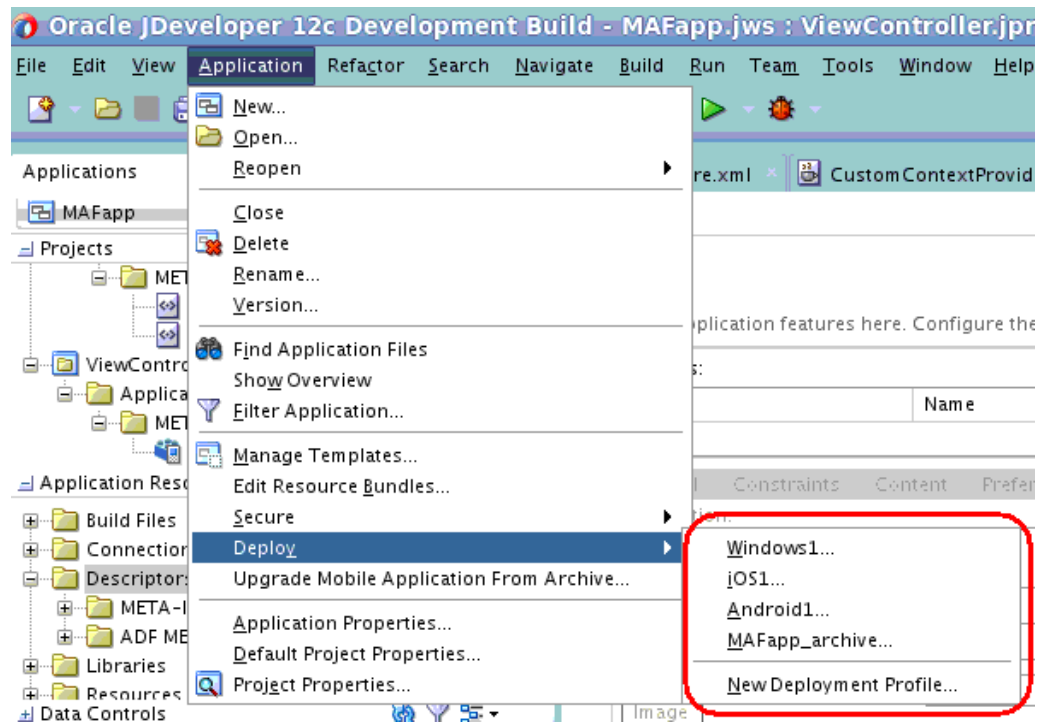 Oracle JDeveloper 12c Development Build - MAFapp.jws : ViewController.jpr
File Edit View Application Refactor Search Navigate Build Run Team Tools Window Help
New...
Open...
Reopen
Close
Delete
Rename...
Version...
Find Application Files
Show Overview
Filter Application...
Manage Templates...
Edit Resource Bundles...
Secure
Deploy
Upgrade Mobile Application From Archive...
Application Properties...
Default Project Properties...
Project Properties...
Windows1...
iOS1...
Android1...
MAFapp_archive...
New Deployment Profile...
Applications
MAFapp
Projects
MET
ViewContro
Applica
MET
Application Reso
Build Files
Connection
Descriptors
META-I
ADF ME
Libraries
Resources
Data Controls
re.xml CustomContextProvid
plication features here. Configure the
s:
Name
l Constraints Content Prefer
tion.
Image